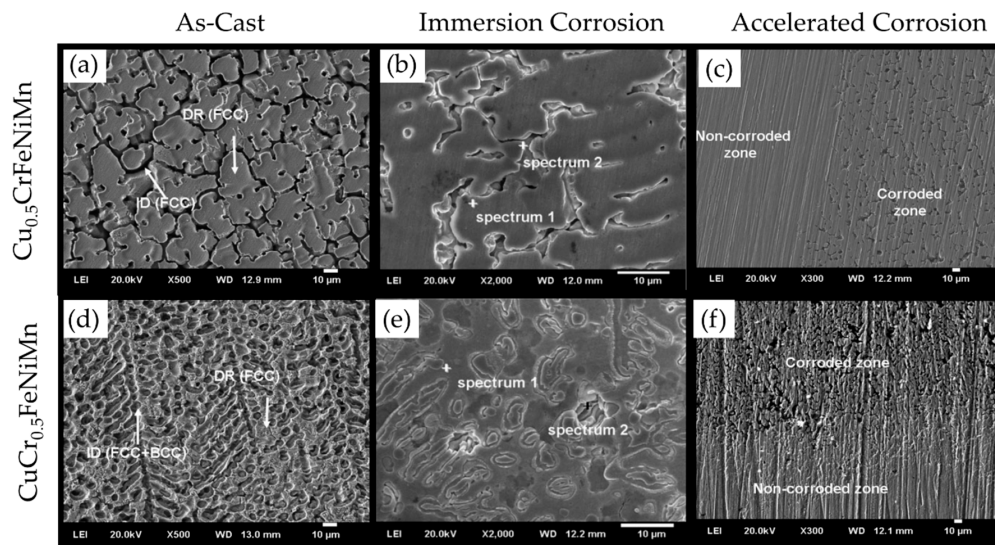 As-Cast
Immersion Corrosion
Accelerated Corrosion
Cu0.5CrFeNiMn
(a)
DR (FCC)
ID (FCC)
LEI 20.0kV X500 WD 12.9 mm 10 µm
(b)
spectrum 2
spectrum 1
LEI 20.0kV X2,000 WD 12.0 mm 10 µm
(c)
Non-corroded
zone
Corroded
zone
LEI 20.0kV X300 WD 12.2 mm 10 µm
CuCr0.5FeNiMn
(d)
DR (FCC)
ID (FCC+BCC)
LEI 20.0kV X500 WD 13.0 mm 10 µm
(e)
spectrum 1
spectrum 2
LEI 20.0kV X2,000 WD 12.2 mm 10 µm
(f)
Corroded zone
Non-corroded zone
LEI 20.0kV X300 WD 12.1 mm 10 µm